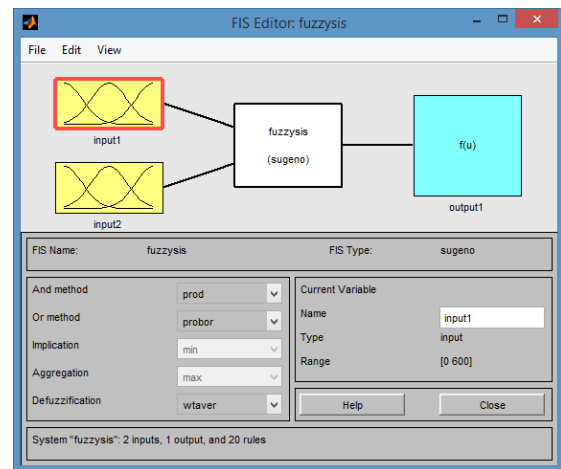 FIS Editor: fuzzysis
File Edit View
input1
fuzzysis
(sugeno)
f(u)
input2
output1
FIS Name: fuzzysis FIS Type: sugeno
And method prod
Or method probor
Implication min
Aggregation max
Defuzzification wtaver
Current Variable
Name input1
Type input
Range [0 600]
Help Close
System "fuzzysis": 2 inputs, 1 output, and 20 rules